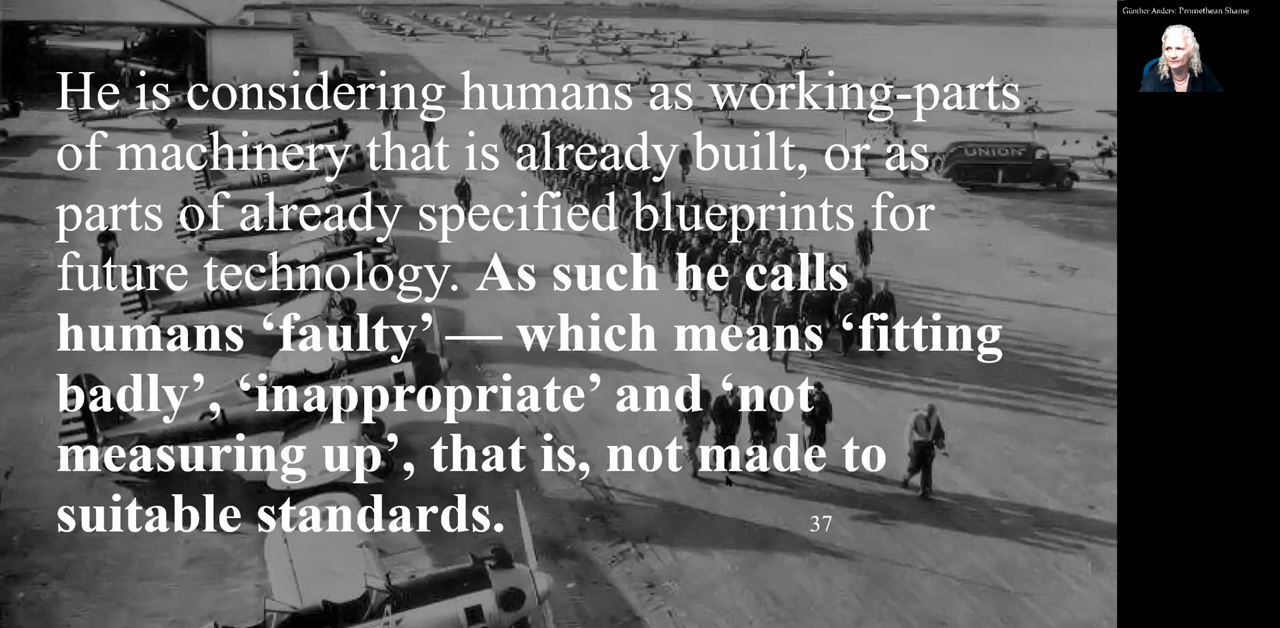 Günther Anders: Promethean Shame
He is considering humans as working-parts
of machinery that is already built, or as
parts of already specified blueprints for
future technology. As such he calls
humans ‘faulty’ — which means ‘fitting
badly’, ‘inappropriate’ and ‘not
measuring up’, that is, not made to
suitable standards.
37
UNION